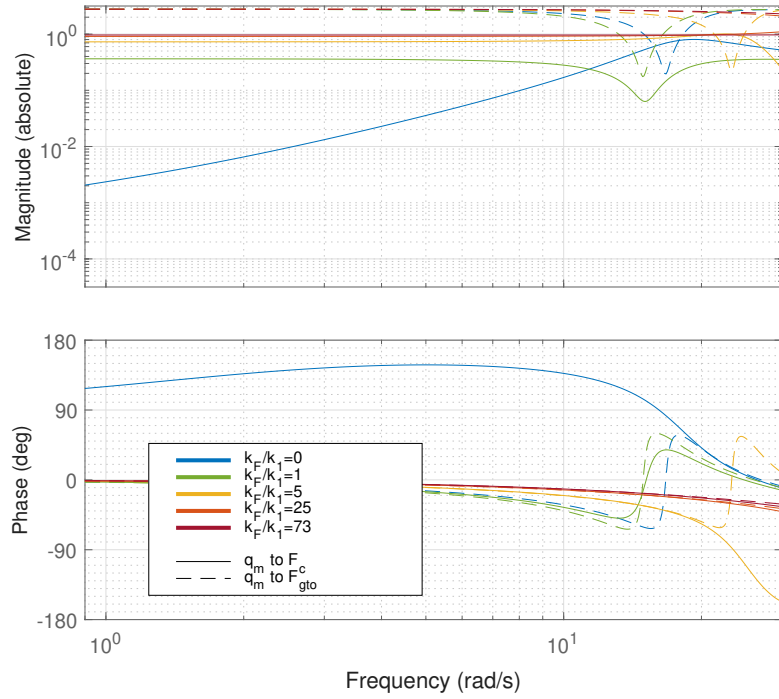 10^0
10^-2
10^-4
Magnitude (absolute)
180
90
0
-90
-180
Phase (deg)
k_F/k_1=0
k_F/k_1=1
k_F/k_1=5
k_F/k_1=25
k_F/k_1=73
q_m to F_c
q_m to F_gto
10^0
10^1
Frequency (rad/s)